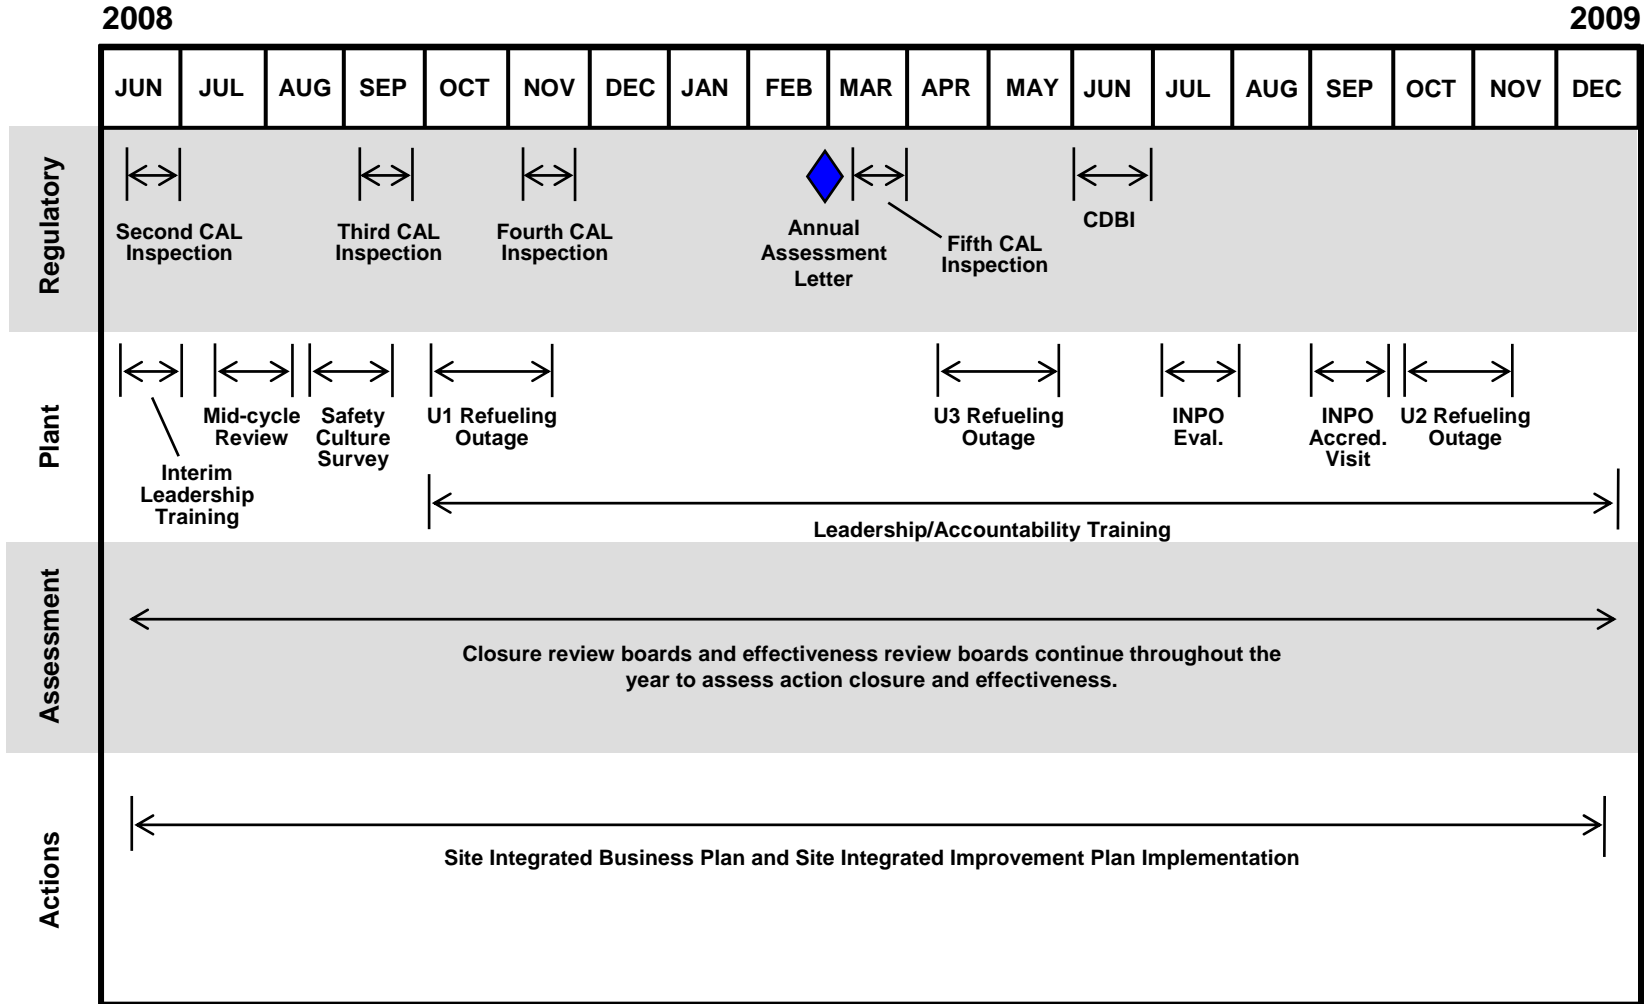 2008
2009
JUN JUL AUG SEP OCT NOV DEC JAN FEB MAR APR MAY JUN JUL AUG SEP OCT NOV DEC
Regulatory
Second CAL
Inspection
Third CAL
Inspection
Fourth CAL
Inspection
Annual
Assessment
Letter
Fifth CAL
Inspection
CDBI
Plant
Interim
Leadership
Training
Mid-cycle
Review
Safety
Culture
Survey
U1 Refueling
Outage
U3 Refueling
Outage
INPO
Eval.
INPO
Accred.
Visit
U2 Refueling
Outage
Leadership/Accountability Training
Assessment
Closure review boards and effectiveness review boards continue throughout the
year to assess action closure and effectiveness.
Actions
Site Integrated Business Plan and Site Integrated Improvement Plan Implementation